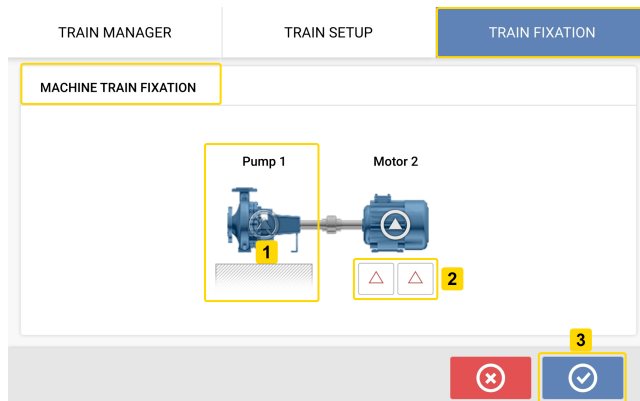 TRAIN MANAGER
TRAIN SETUP
TRAIN FIXATION
MACHINE TRAIN FIXATION
Pump 1
Motor 2
1
2
3